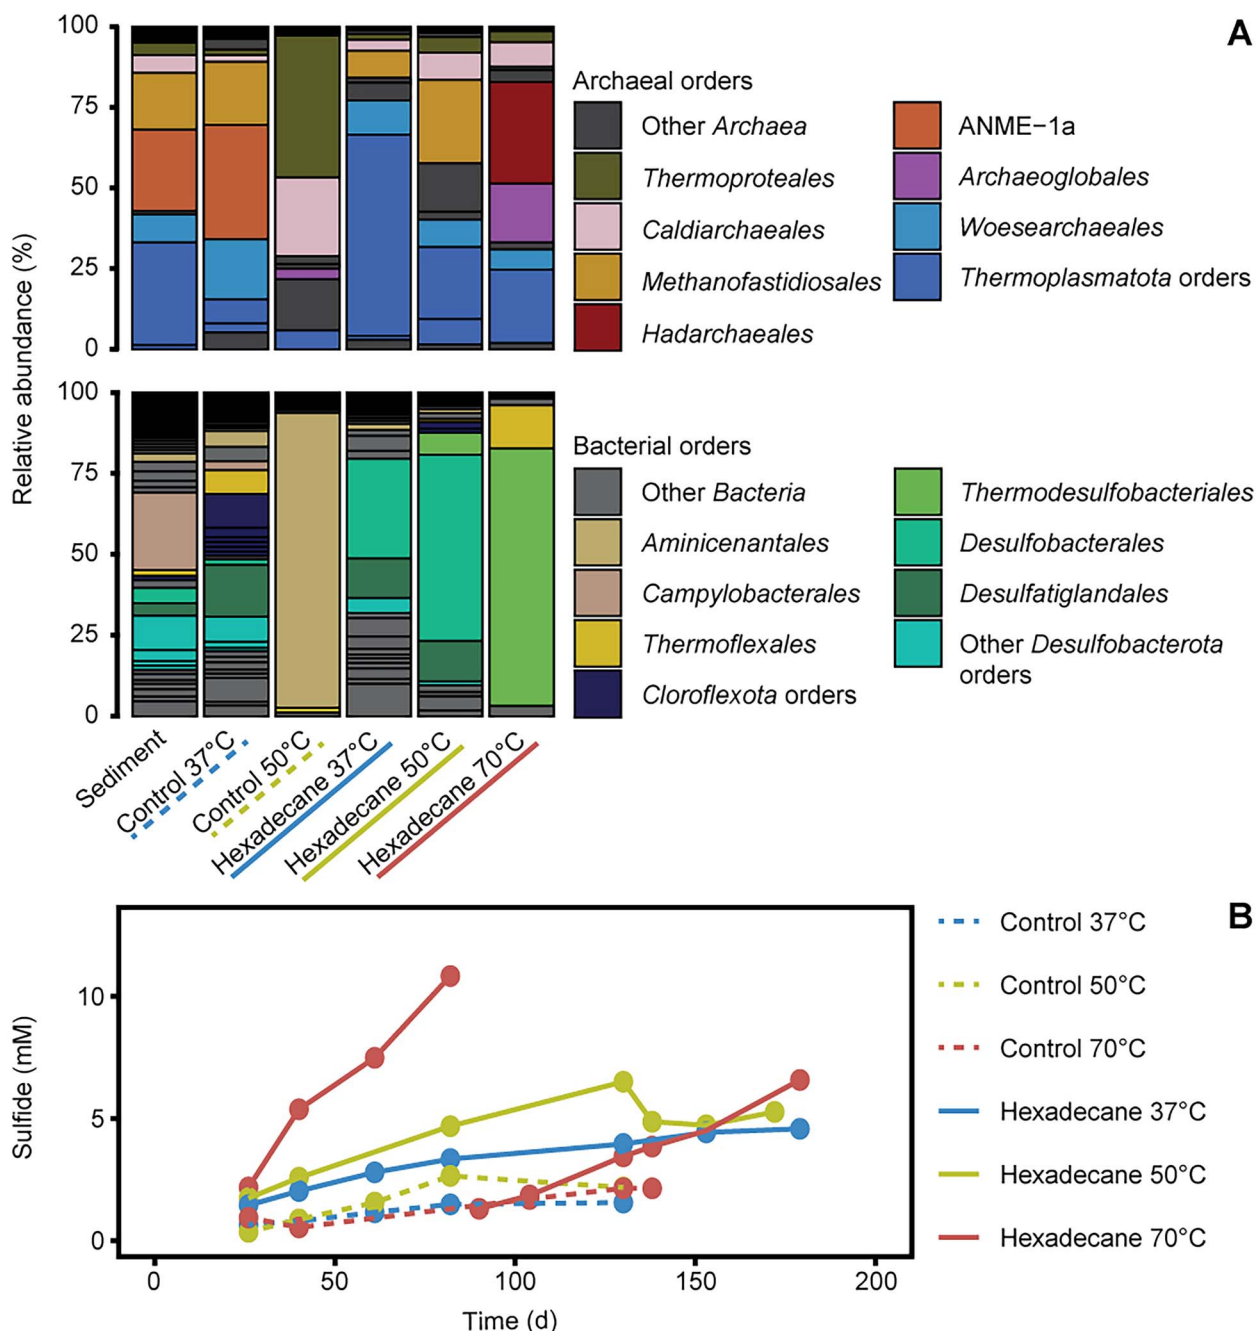 A
Relative abundance (%)
100
75
50
25
0
Archaeal orders
Other Archaea
Thermoproteales
Caldiarchaeales
Methanofastidiosales
Hadarchaeales
ANME−1a
Archaeoglobales
Woesearchaeales
Thermoplasmatota orders
100
75
50
25
0
Bacterial orders
Other Bacteria
Aminicenantales
Campylobacterales
Thermoflexales
Cloroflexota orders
Thermodesulfobacteriales
Desulfobacterales
Desulfatiglandales
Other Desulfobacterota
orders
Sediment
Control 37°C
Control 50°C
Hexadecane 37°C
Hexadecane 50°C
Hexadecane 70°C
B
Sulfide (mM)
10
5
0
0
50
100
150
200
Time (d)
Control 37°C
Control 50°C
Control 70°C
Hexadecane 37°C
Hexadecane 50°C
Hexadecane 70°C